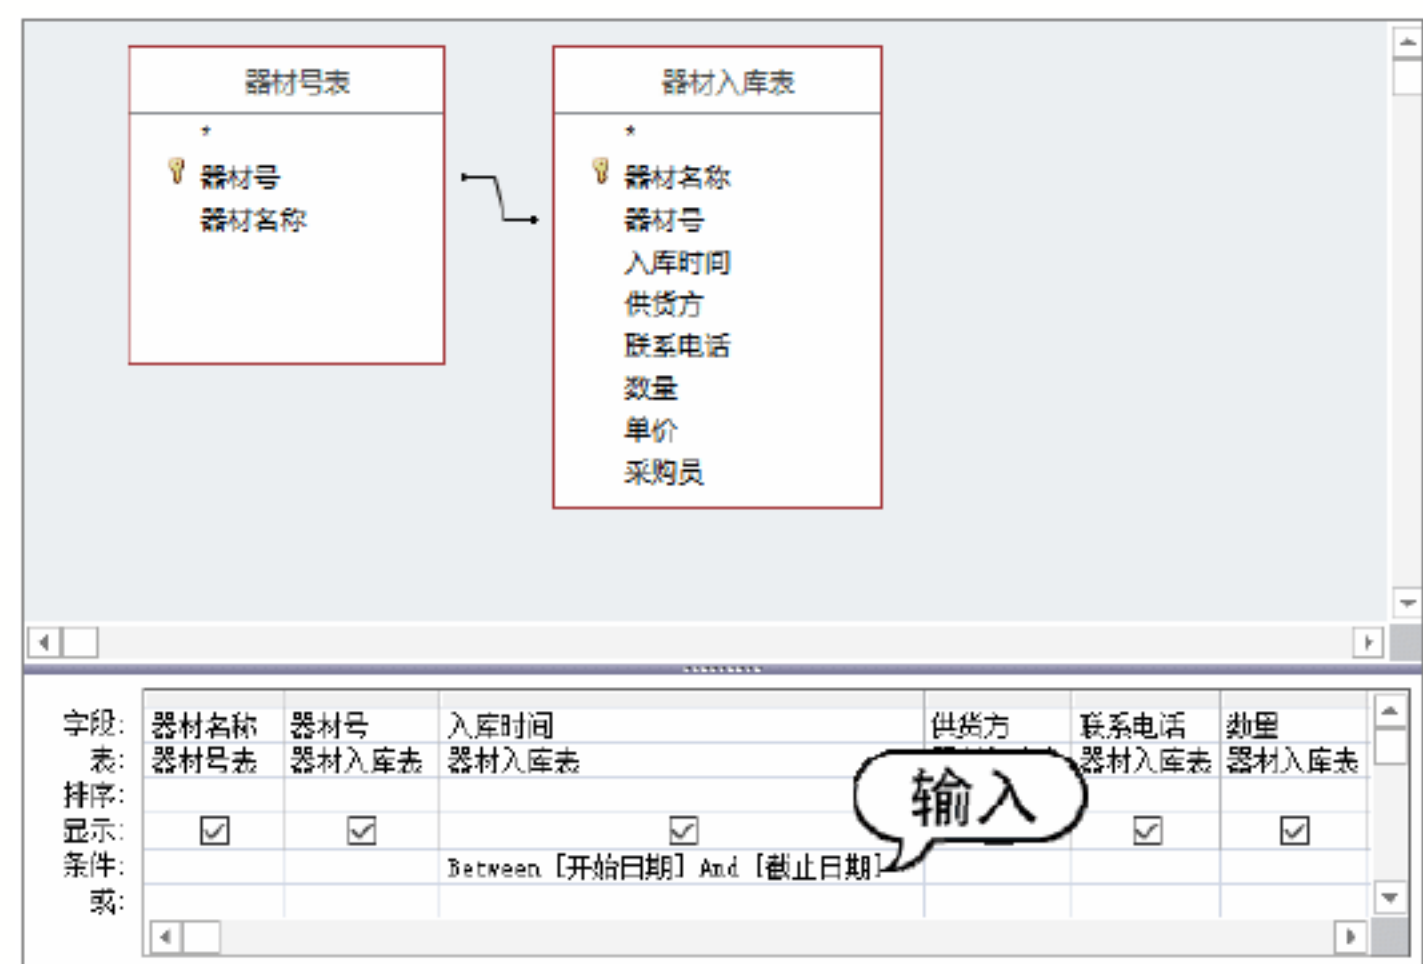 器材号表
*
器材号
器材名称
器材入库表
*
器材名称
器材号
入库时间
供货方
联系电话
数量
单价
采购员
字段: 器材名称 器材号 入库时间 供货方 联系电话 数量
表: 器材号表 器材入库表 器材入库表 器材入库表 器材入库表
排序:
显示:
输入
条件: Between [开始日期] And [截止日期]
或: